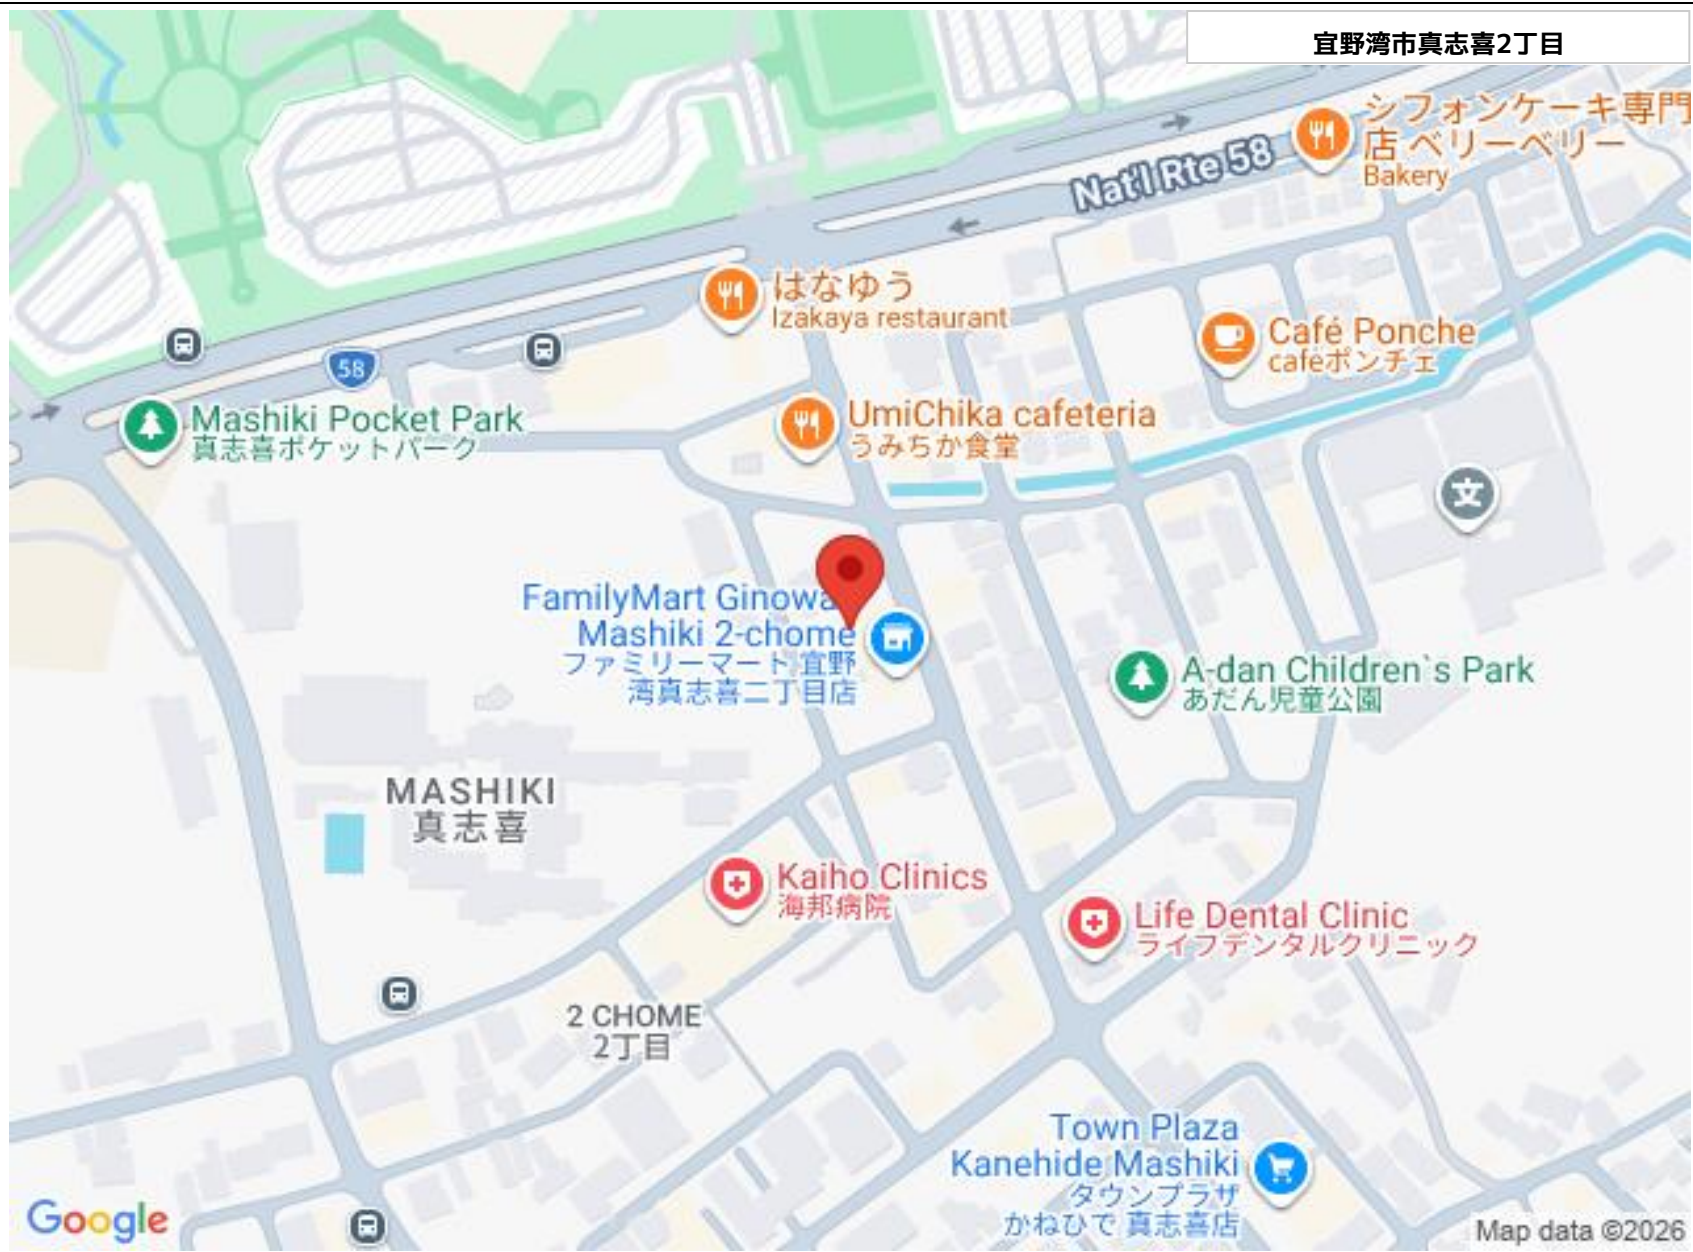 宜野湾市真志喜2丁目
シフォンケーキ専門
店 ベリーベリー
Bakery
Nat'l Rte 58
はなゆう
Izakaya restaurant
58
Café Ponche
cafeポンチェ
Mashiki Pocket Park
真志喜ポケットパーク
UmiChika cafeteria
うみちか食堂
文
FamilyMart Ginowa
Mashiki 2-chome
ファミリーマート 宜野
湾真志喜二丁目店
A-dan Children`s Park
あだん児童公園
MASHIKI
真志喜
Kaiho Clinics
海邦病院
Life Dental Clinic
ライフデンタルクリニック
2 CHOME
2丁目
Town Plaza
Kanehide Mashiki
タウンプラザ
かねひで 真志喜店
Google
Map data ©2026